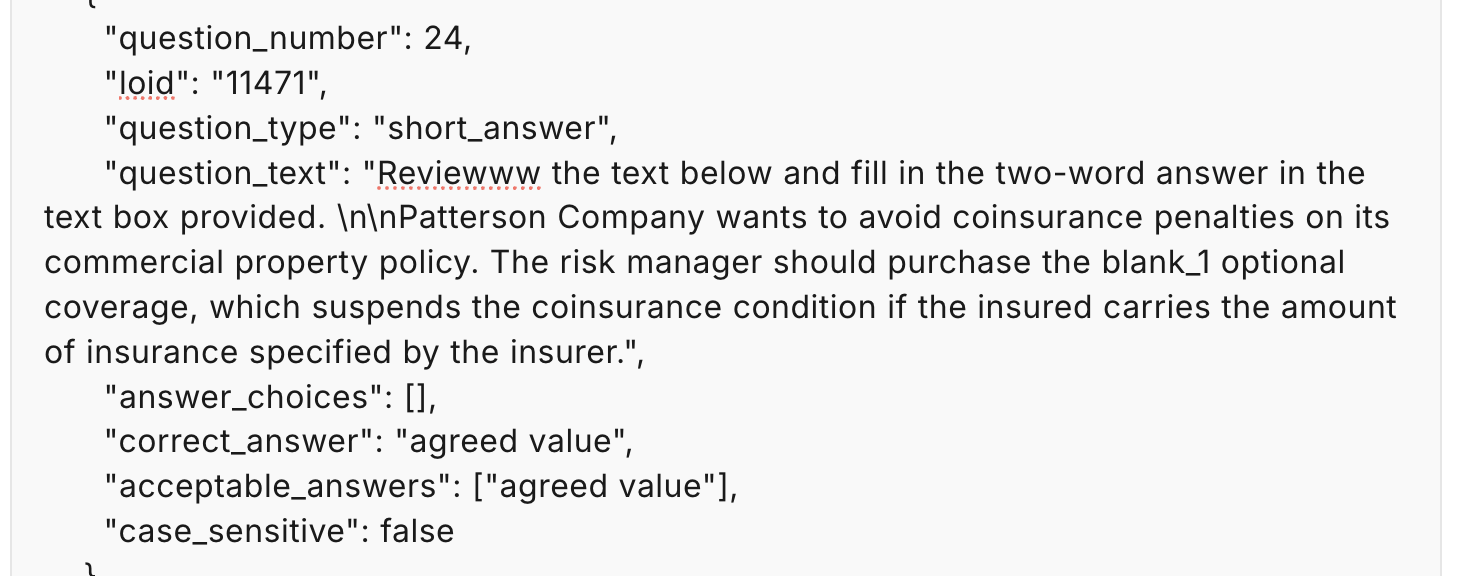 {
"question_number": 24,
"loid": "11471",
"question_type": "short_answer",
"question_text": "Reviewww the text below and fill in the two-word answer in the
text box provided. \n\nPatterson Company wants to avoid coinsurance penalties on its
commercial property policy. The risk manager should purchase the blank_1 optional
coverage, which suspends the coinsurance condition if the insured carries the amount
of insurance specified by the insurer.",
"answer_choices": [],
"correct_answer": "agreed value",
"acceptable_answers": ["agreed value"],
"case_sensitive": false
}